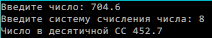 Введите число: 704.6
Введите систему счисления числа: 8
Число в десятичной СС 452.7